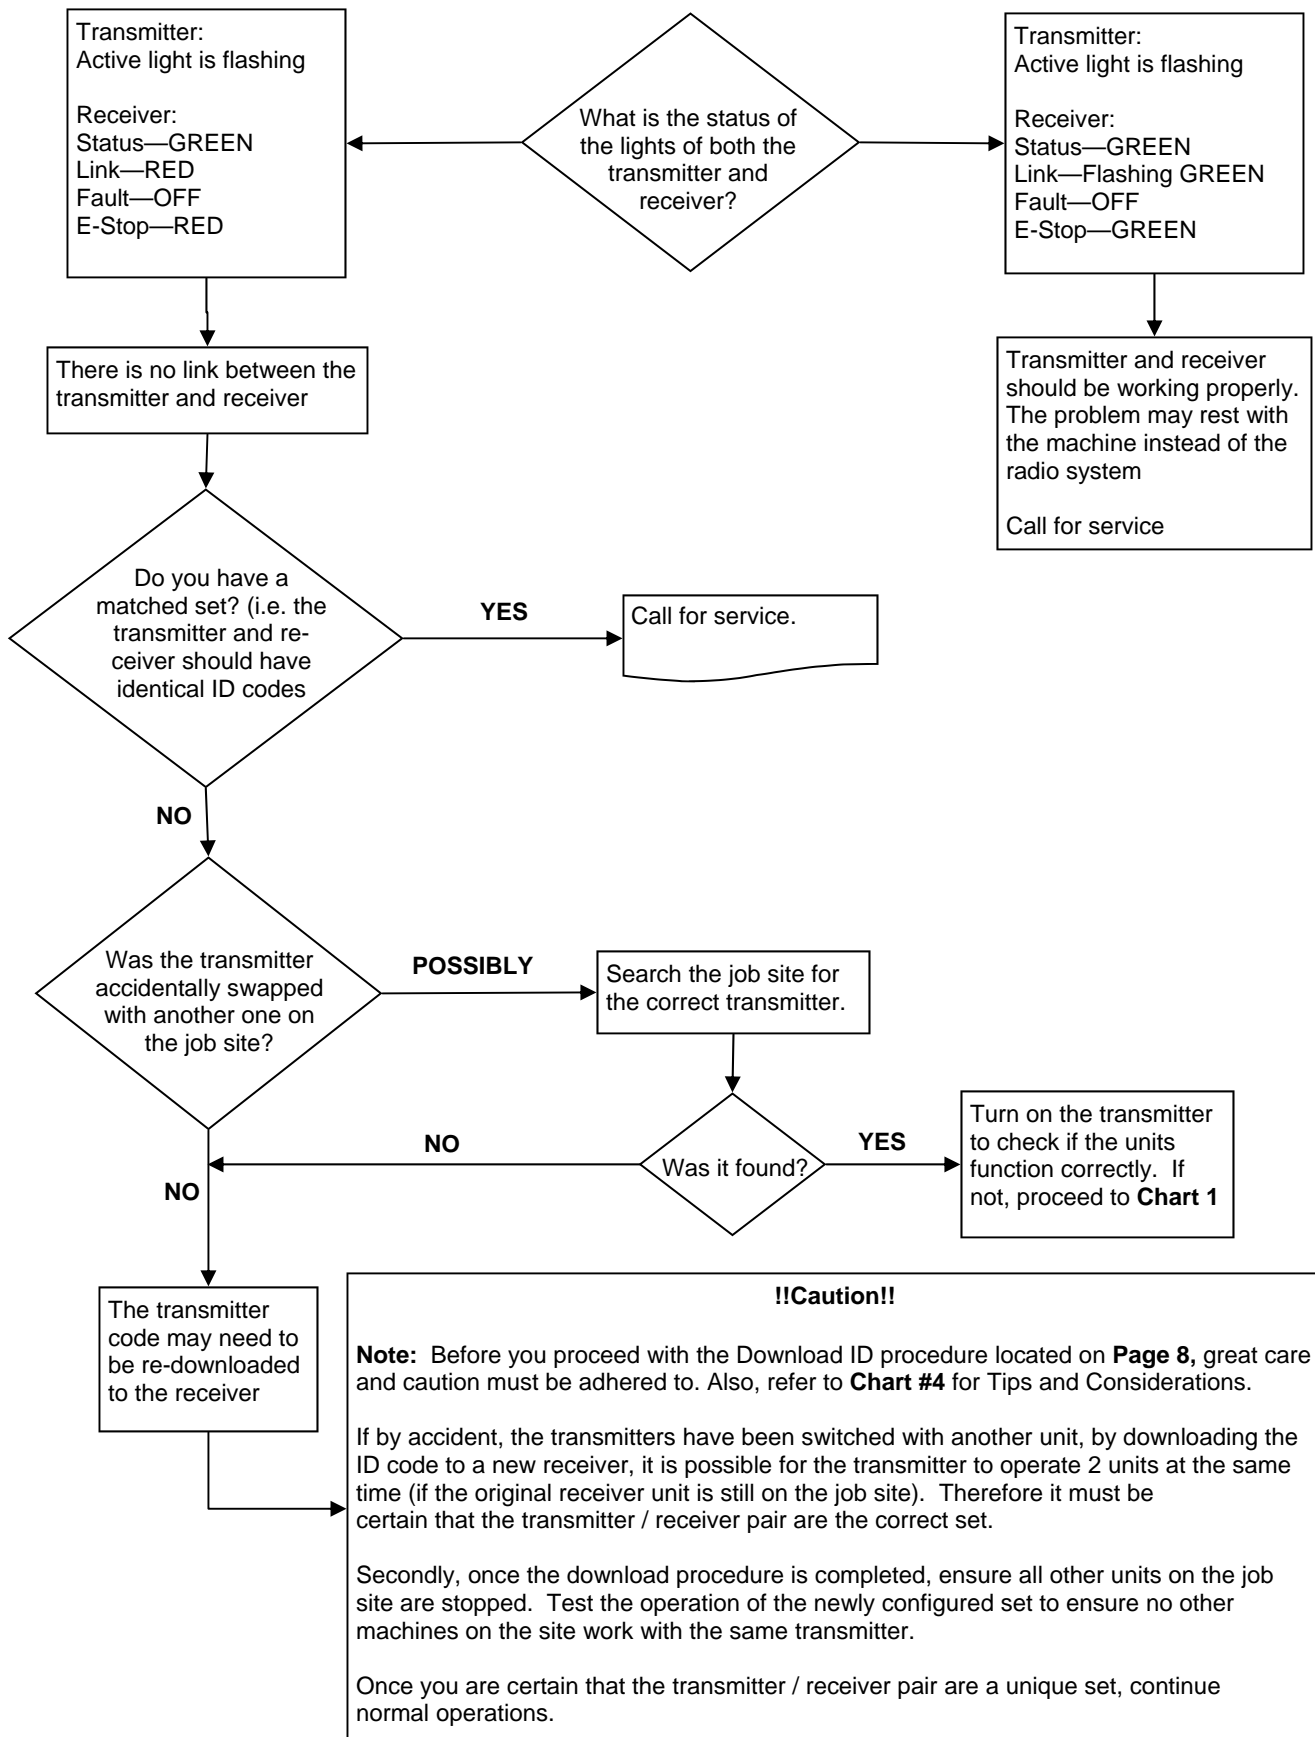 Transmitter:
Active light is flashing
Receiver:
Status—GREEN
Link—RED
Fault—OFF
E-Stop—RED
What is the status of
the lights of both the
transmitter and
receiver?
Transmitter:
Active light is flashing
Receiver:
Status—GREEN
Link—Flashing GREEN
Fault—OFF
E-Stop—GREEN
There is no link between the
transmitter and receiver
Transmitter and receiver
should be working properly.
The problem may rest with
the machine instead of the
radio system
Call for service
Do you have a
matched set? (i.e. the
transmitter and re-
ceiver should have
identical ID codes
YES
Call for service.
NO
Was the transmitter
accidentally swapped
with another one on
the job site?
POSSIBLY
Search the job site for
the correct transmitter.
Was it found?
YES
Turn on the transmitter
to check if the units
function correctly.  If
not, proceed to Chart 1
NO
NO
The transmitter
code may need to
be re-downloaded
to the receiver
!!Caution!!
Note:  Before you proceed with the Download ID procedure located on Page 8, great care
and caution must be adhered to. Also, refer to Chart #4 for Tips and Considerations.
If by accident, the transmitters have been switched with another unit, by downloading the
ID code to a new receiver, it is possible for the transmitter to operate 2 units at the same
time (if the original receiver unit is still on the job site).  Therefore it must be
certain that the transmitter / receiver pair are the correct set.
Secondly, once the download procedure is completed, ensure all other units on the job
site are stopped.  Test the operation of the newly configured set to ensure no other
machines on the site work with the same transmitter.
Once you are certain that the transmitter / receiver pair are a unique set, continue
normal operations.